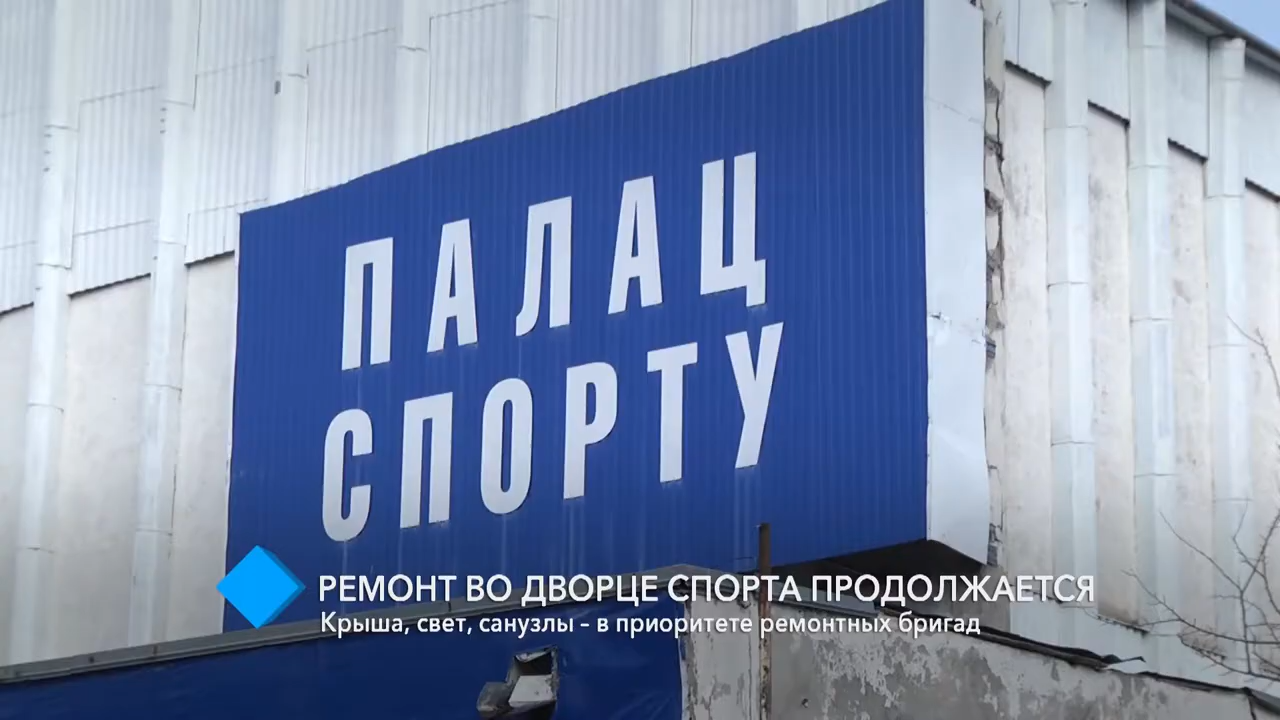 ПАЛАЦ
СПОРТУ
РЕМОНТ ВО ДВОРЦЕ СПОРТА ПРОДОЛЖАЕТСЯ
Крыша, свет, санузлы – в приоритете ремонтных бригад